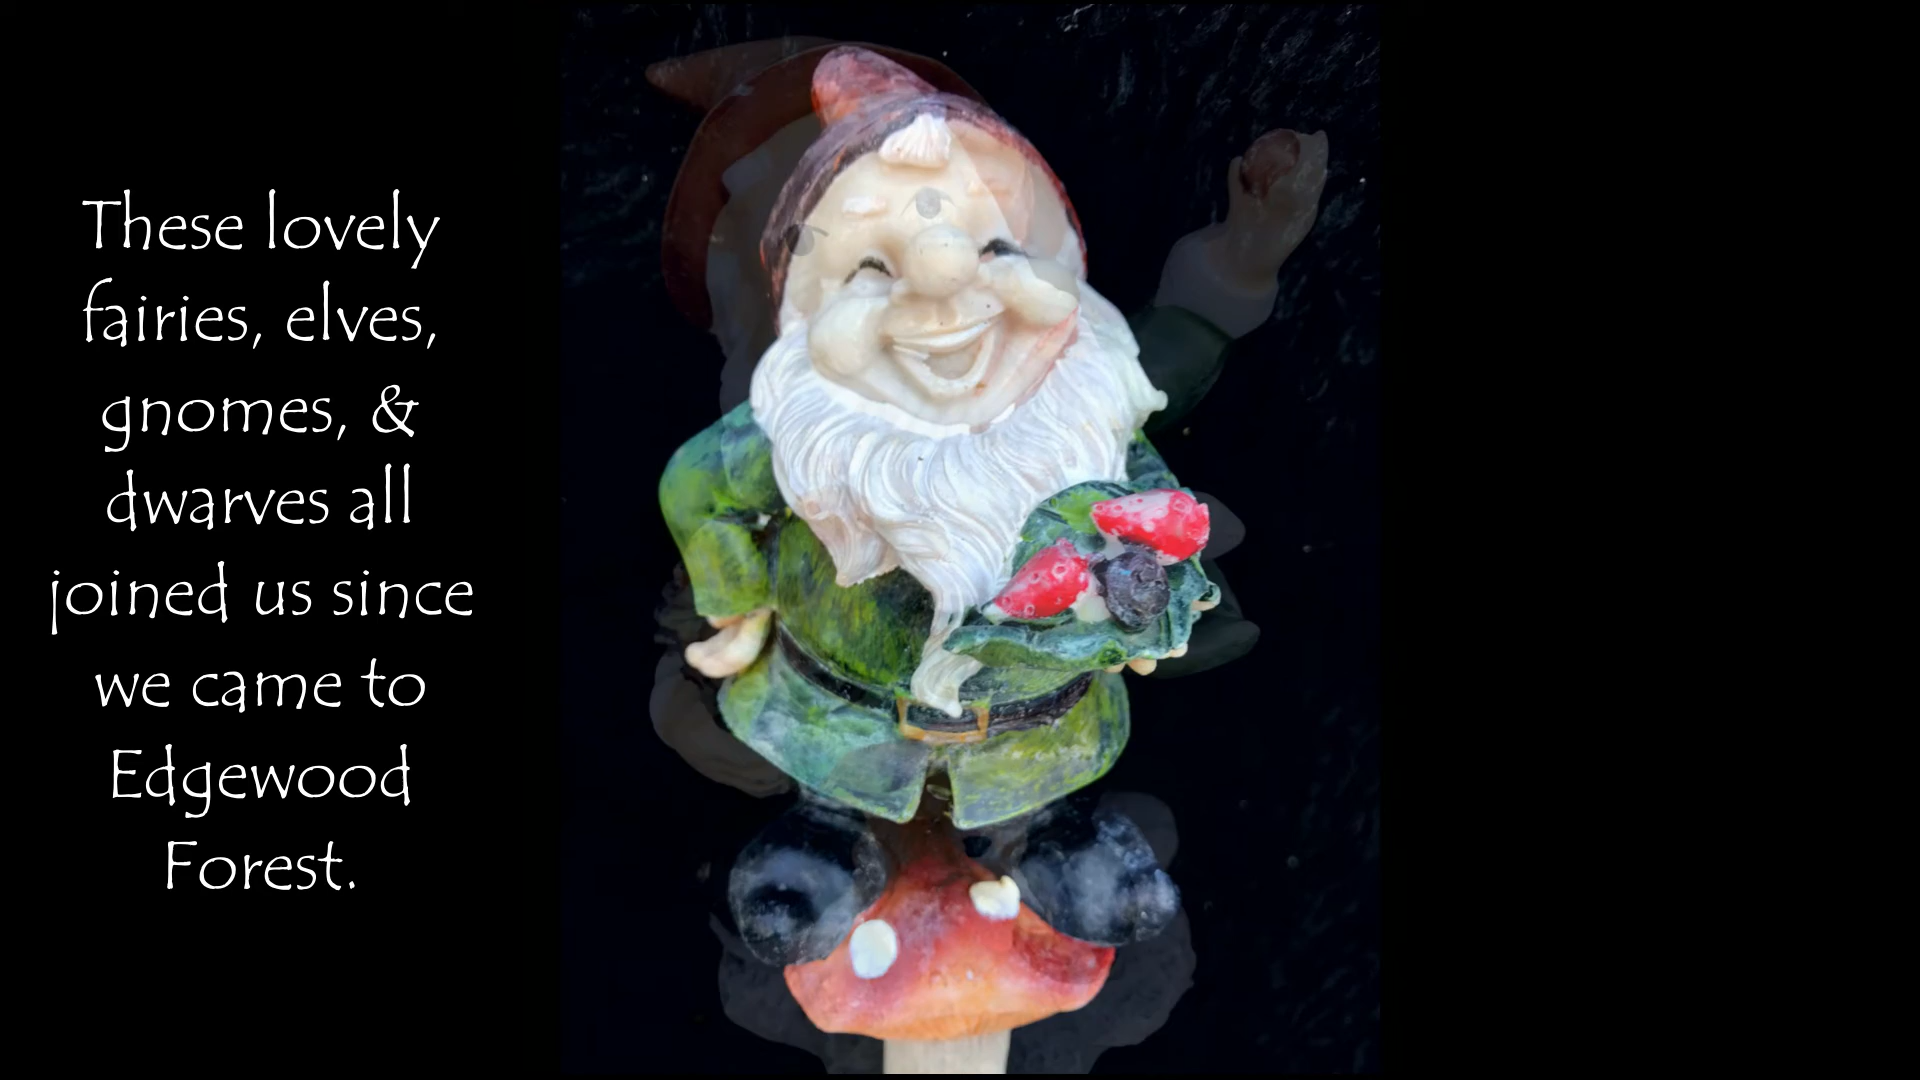 These lovely
fairies, elves,
gnomes, &
dwarves all
joined us since
we came to
Edgewood
Forest.